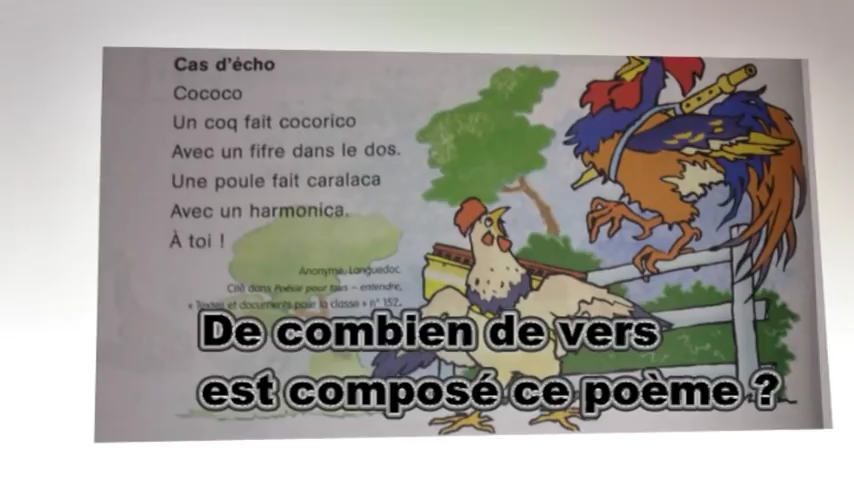 Cas d'écho
Cococo
Un coq fait cocorico
Avec un fifre dans le dos.
Une poule fait caralaca
Avec un harmonica.
À toi !
Anonyme, Languedoc.
Cité dans Poésie pour tous – entendre,
« Textes et documents pour la classe » n° 152.
De combien de vers
est composé ce poème ?